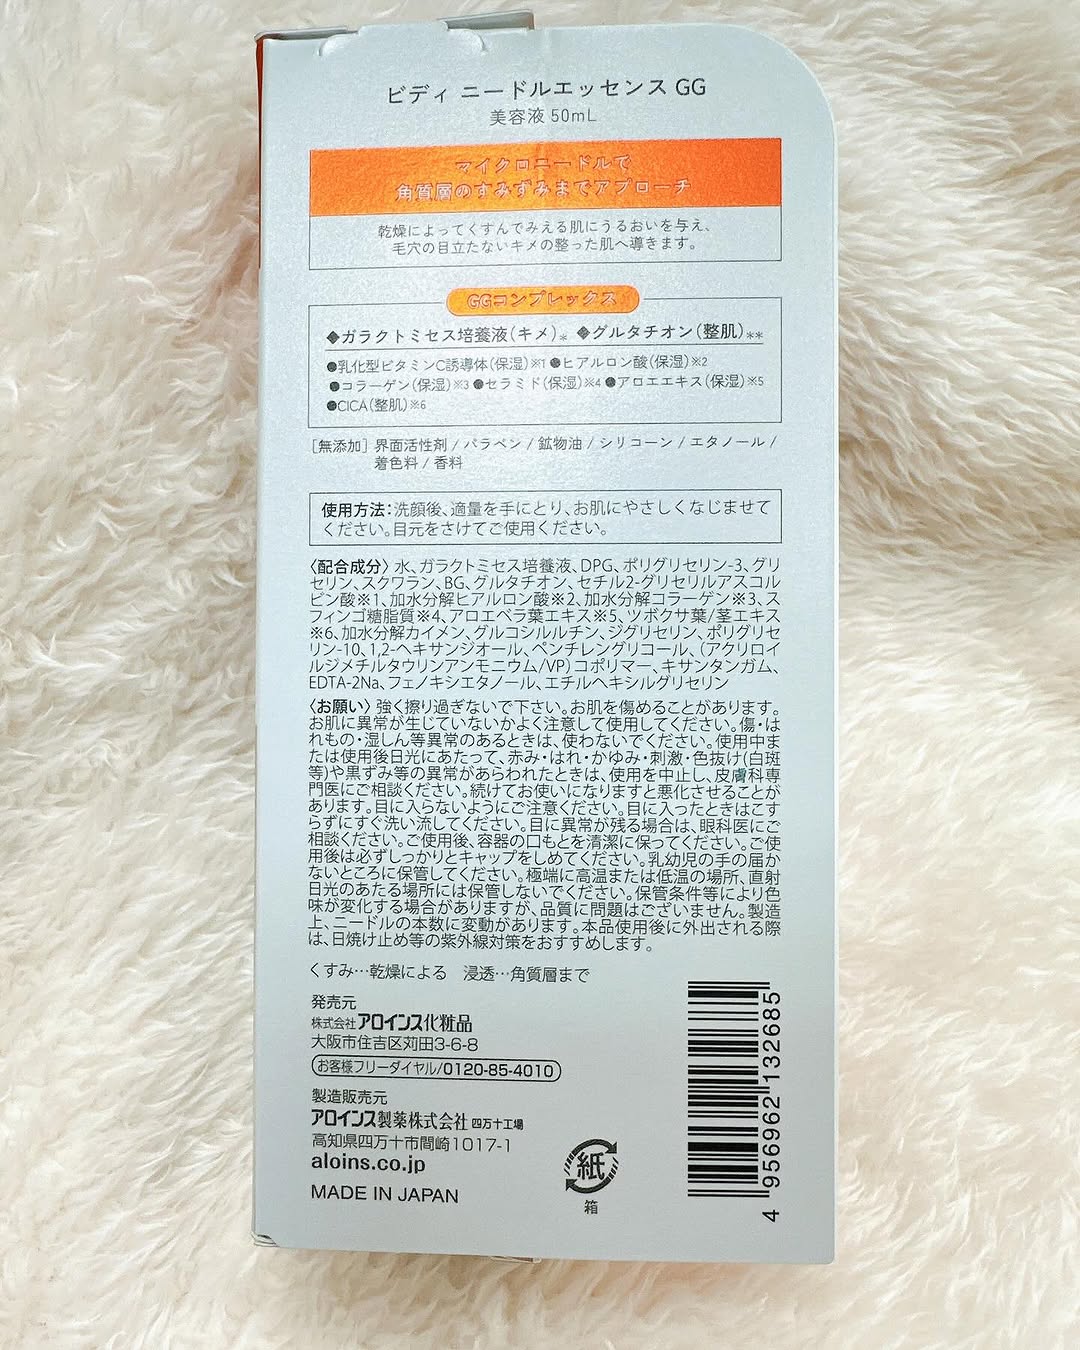 ビディ ニードルエッセンス GG
美容液 50mL
マイクロニードルで
角質層のすみずみまでアプローチ
乾燥によってくすんでみえる肌にうるおいを与え、
毛穴の目立たないキメの整った肌へ導きます。
GGコンプレックス
◆ガラクトミセス培養液(キメ)* ◆グルタチオン(整肌)**
●乳化型ビタミンC誘導体(保湿)※1 ●ヒアルロン酸(保湿)※2
●コラーゲン(保湿)※3 ●セラミド(保湿)※4 ●アロエエキス(保湿)※5
●CICA(整肌)※6
[無添加] 界面活性剤 / パラベン / 鉱物油 / シリコーン / エタノール /
着色料 / 香料
使用方法:洗顔後、適量を手にとり、お肌にやさしくなじませて
ください。目元をさけてご使用ください。
〈配合成分〉水、ガラクトミセス培養液、DPG、ポリグリセリン-3、グリ
セリン、スクワラン、BG、グルタチオン、セチル2-グリセリルアスコル
ビン酸※1、加水分解ヒアルロン酸※2、加水分解コラーゲン※3、ス
フィンゴ糖脂質※4、アロエベラ葉エキス※5、ツボクサ葉/茎エキス
※6、加水分解カイメン、グルコシルルチン、ジグリセリン、ポリグリセ
リン-10、1,2-ヘキサンジオール、ペンチレングリコール、(アクリロイ
ルジメチルタウリンアンモニウム/VP)コポリマー、キサンタンガム、
EDTA-2Na、フェノキシエタノール、エチルヘキシルグリセリン
〈お願い〉強く擦り過ぎないで下さい。お肌を傷めることがあります。
お肌に異常が生じていないかよく注意して使用してください。傷・は
れもの・湿しん等異常のあるときは、使わないでください。使用中ま
たは使用後日光にあたって、赤み・はれ・かゆみ・刺激・色抜け(白斑
等)や黒ずみ等の異常があらわれたときは、使用を中止し、皮膚科専
門医にご相談ください。続けてお使いになりますと悪化させることが
あります。目に入らないようにご注意ください。目に入ったときはこす
らずにすぐ洗い流してください。目に異常が残る場合は、眼科医にご
相談ください。ご使用後、容器の口もとを清潔に保ってください。ご使
用後は必ずしっかりとキャップをしめてください。乳幼児の手の届か
ないところに保管してください。極端に高温または低温の場所、直射
日光のあたる場所には保管しないでください。保管条件等により色
味が変化する場合がありますが、品質に問題はございません。製造
上、ニードルの本数に変動があります。本品使用後に外出される際
は、日焼け止め等の紫外線対策をおすすめします。
くすみ…乾燥による 浸透…角質層まで
発売元
株式会社アロインス化粧品
大阪市住吉区苅田3-6-8
お客様フリーダイヤル/0120-85-4010
製造販売元
アロインス製薬株式会社 四万十工場
高知県四万十市間崎1017-1
aloins.co.jp
MADE IN JAPAN
紙
箱
4 956962 132685